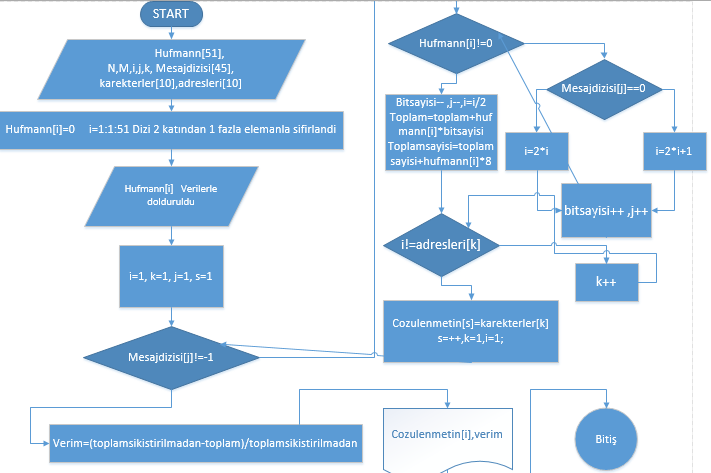 START
Hufmann[51],
N,M,i,j,k, Mesajdizisi[45],
karekterler[10],adresleri[10]
Hufmann[i]=0 i=1:1:51 Dizi 2 katından 1 fazla elemanla sıfırlandi
Hufmann[i] Verilerle
dolduruldu
i=1, k=1, j=1, s=1
Mesajdizisi[j]!=-1
Verim=(toplamsikistirilmadan-toplam)/toplamsikistirilmadan
Hufmann[i]!=0
Bitsayisi-- ,j--,i=i/2
Toplam=toplam+huf
mann[i]*bitsayisi
Toplamsayisi=toplam
sayisi+hufmann[i]*8
Mesajdizisi[j]==0
i=2*i
i=2*i+1
bitsayisi++ ,j++
i!=adresleri[k]
k++
Cozulenmetin[s]=karekterler[k]
s=++,k=1,i=1;
Cozulenmetin[i],verim
Bitiş